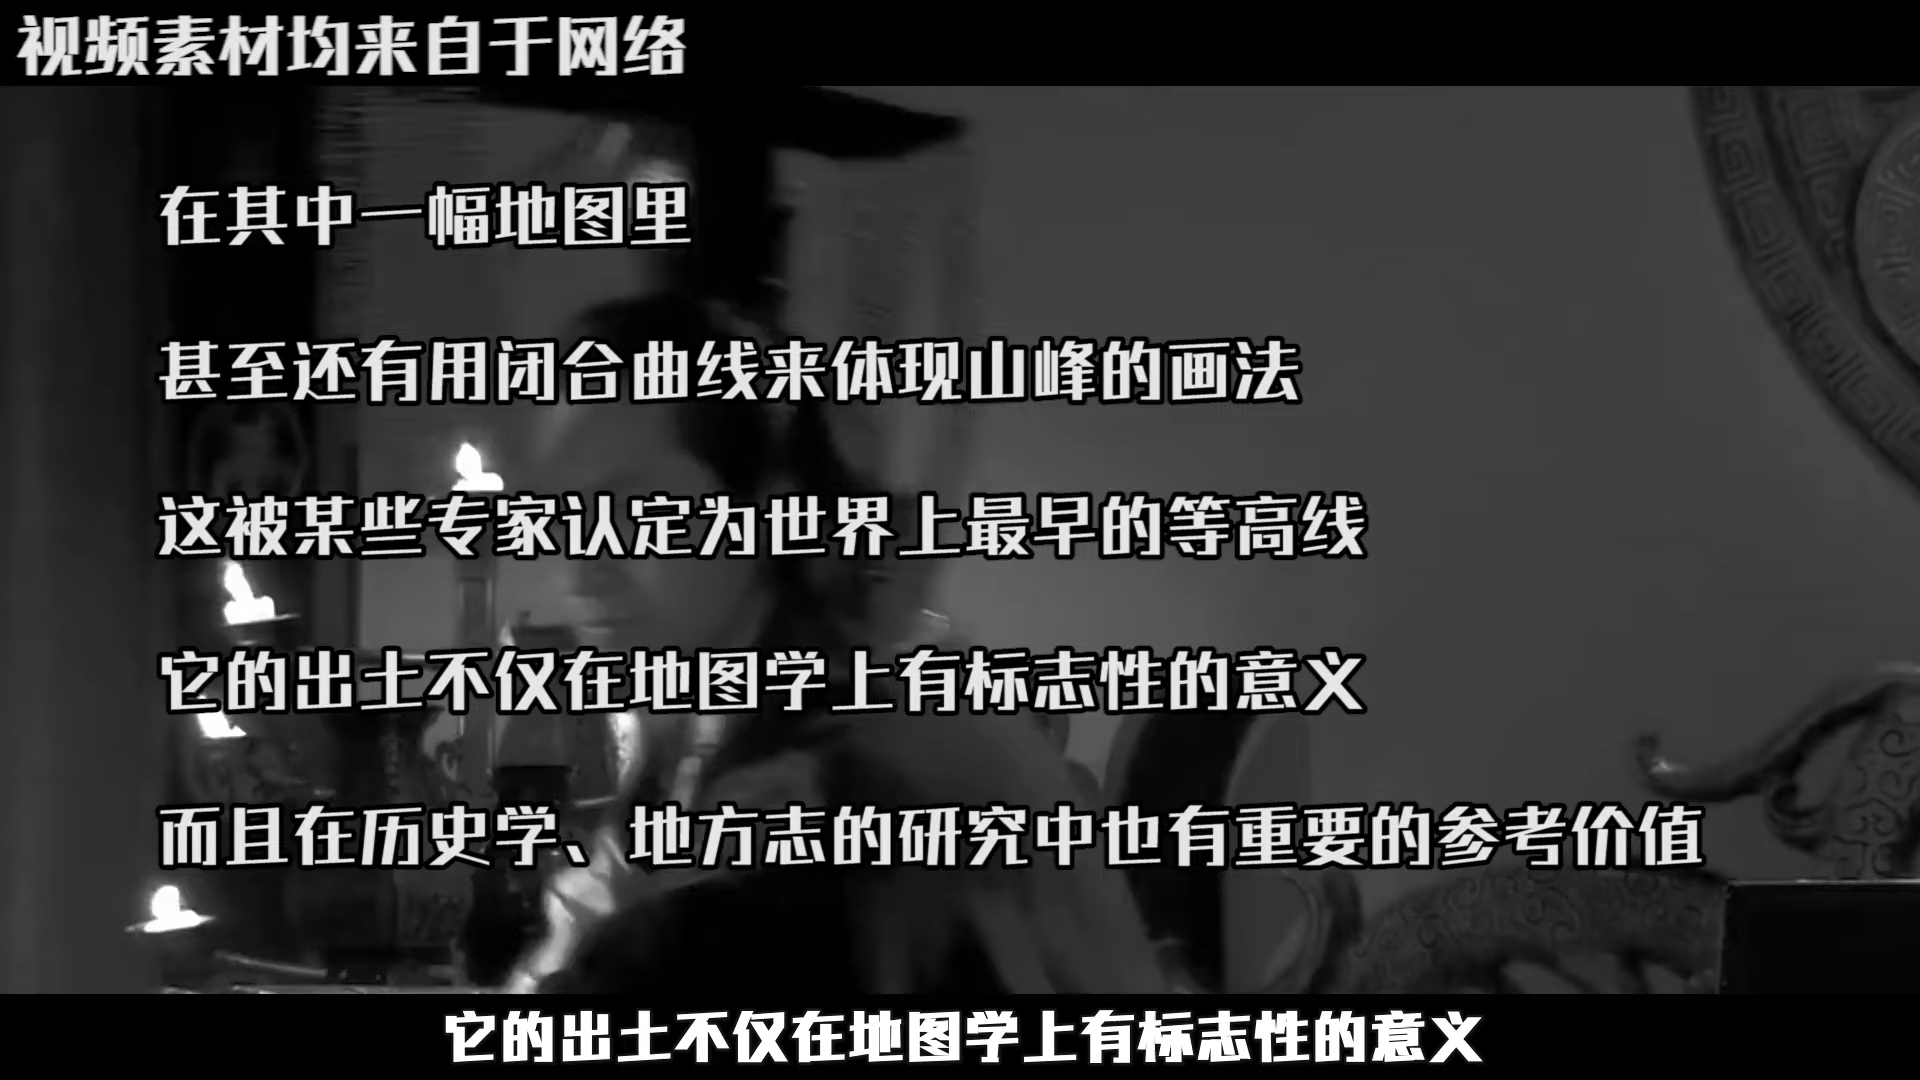 视频素材均来自于网络
在其中一幅地图里
甚至还有用闭合曲线来体现山峰的画法
这被某些专家认定为世界上最早的等高线
它的出土不仅在地图学上有标志性的意义
而且在历史学、地方志的研究中也有重要的参考价值
它的出土不仅在地图学上有标志性的意义